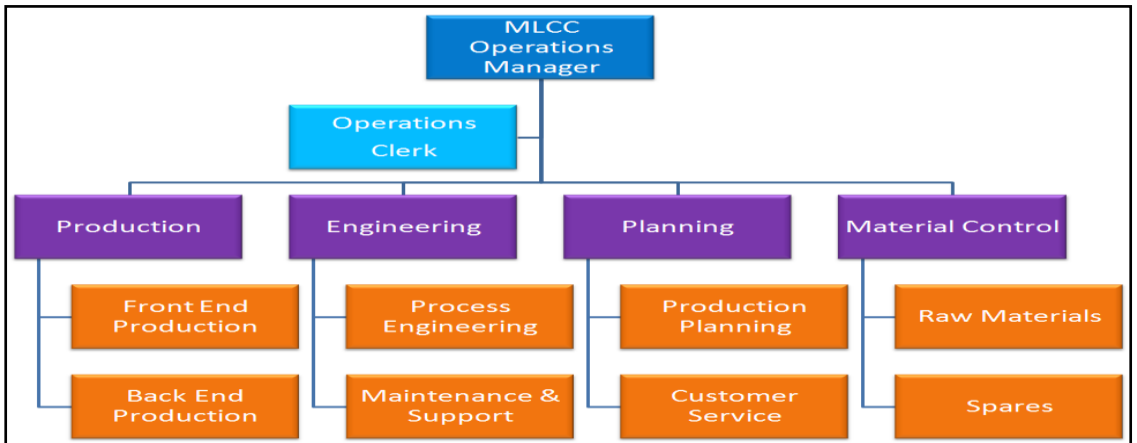 MLCC
Operations
Manager
Operations
Clerk
Production
Engineering
Planning
Material Control
Front End
Production
Process
Engineering
Production
Planning
Raw Materials
Back End
Production
Maintenance &
Support
Customer
Service
Spares